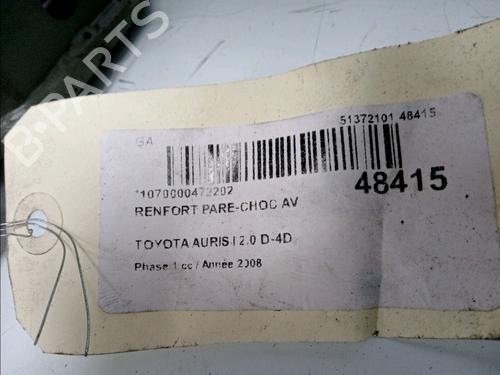 GA
51372101 48415
*1070000472202
48415
RENFORT PARE-CHOC AV
TOYOTA AURIS I 2.0 D-4D
Phase 1 cc / Année 2008
B-PARTS